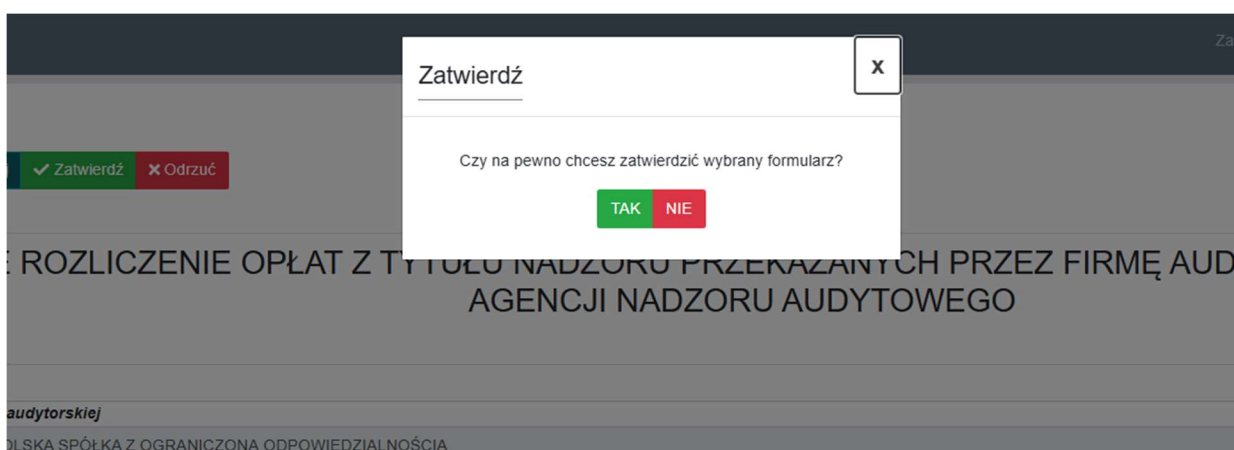 Za
Zatwierdź
x
Czy na pewno chcesz zatwierdzić wybrany formularz?
TAK NIE
Zatwierdź Odrzuć
ROZLICZENIE OPŁAT Z TYTUŁU NADZORU PRZEKAZANYCH PRZEZ FIRMĘ AUD
AGENCJI NADZORU AUDYTOWEGO
audytorskiej
OLSKA SPÓŁKA Z OGRANICZONĄ ODPOWIEDZIALNOŚCIĄ